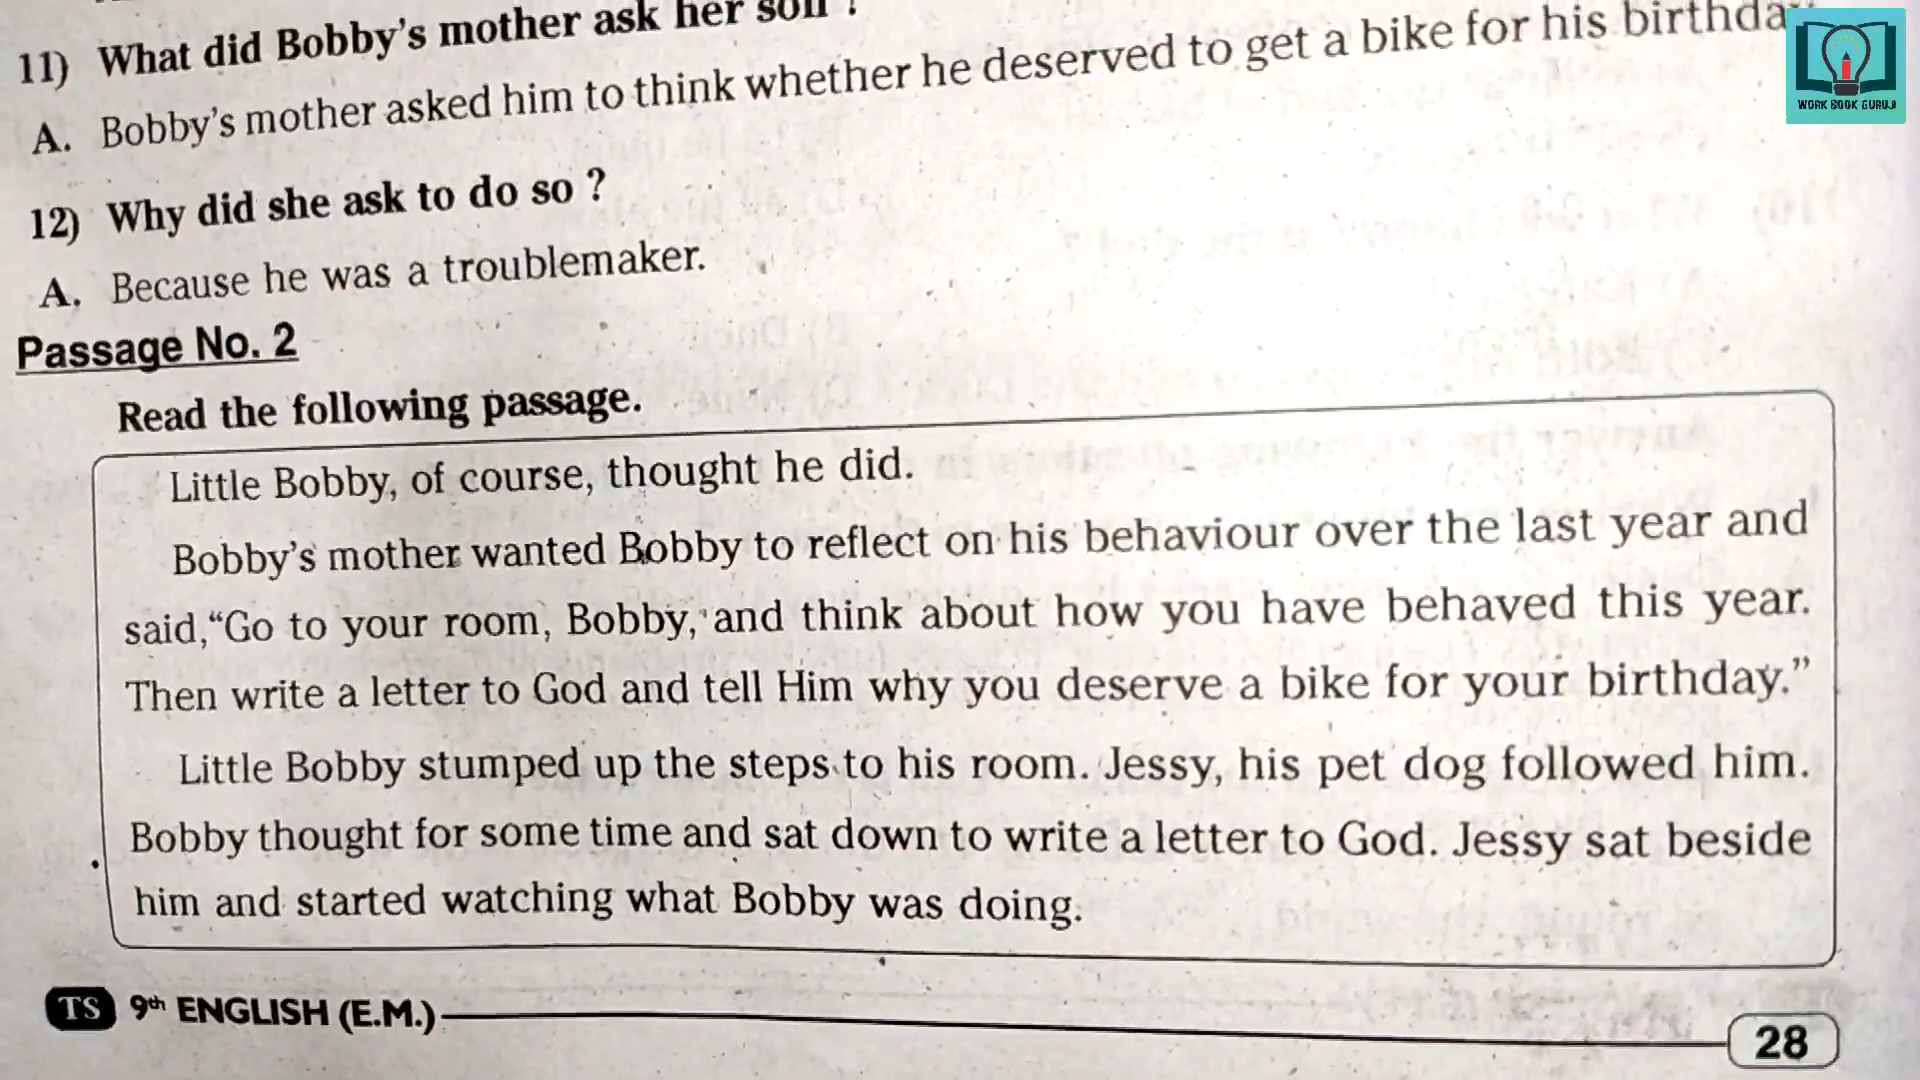 11) What did Bobby's mother ask her son ?
A. Bobby's mother asked him to think whether he deserved to get a bike for his birthday
WORK BOOK GURUJI
12) Why did she ask to do so ?
A. Because he was a troublemaker.
Passage No. 2
Read the following passage.
Little Bobby, of course, thought he did.
Bobby's mother wanted Bobby to reflect on his behaviour over the last year and
said,“Go to your room, Bobby, and think about how you have behaved this year.
Then write a letter to God and tell Him why you deserve a bike for your birthday.”
Little Bobby stumped up the steps to his room. Jessy, his pet dog followed him.
Bobby thought for some time and sat down to write a letter to God. Jessy sat beside
him and started watching what Bobby was doing.
TS 9th ENGLISH (E.M.)
28